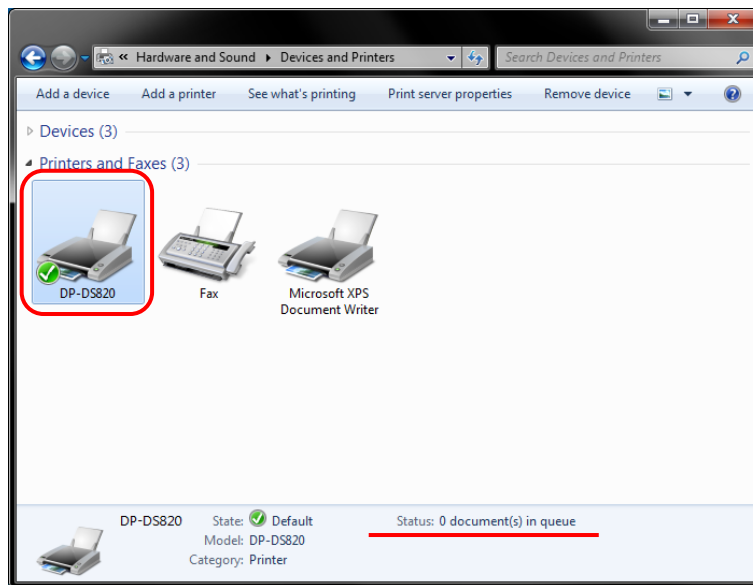 « Hardware and Sound ▸ Devices and Printers
Search Devices and Printers
Add a device Add a printer See what's printing Print server properties Remove device
Devices (3)
Printers and Faxes (3)
DP-DS820
Fax
Microsoft XPS
Document Writer
DP-DS820 State: Default Status: 0 document(s) in queue
Model: DP-DS820
Category: Printer